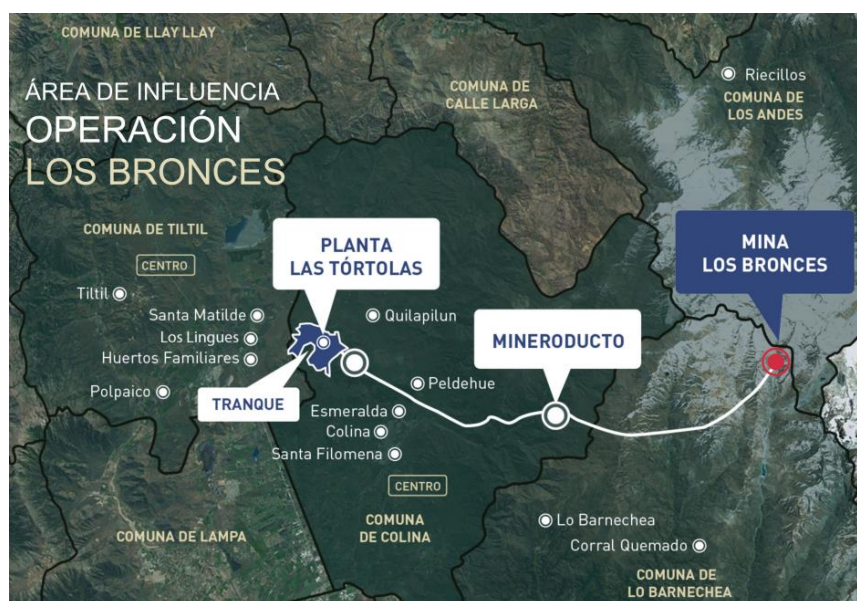 COMUNA DE LLAY LLAY
ÁREA DE INFLUENCIA
OPERACIÓN
LOS BRONCES
COMUNA DE
CALLE LARGA
Riecillos
COMUNA DE
LOS ANDES
COMUNA DE TILTIL
CENTRO
Tiltil
Santa Matilde
Los Lingues
Huertos Familiares
Polpaico
PLANTA
LAS TÓRTOLAS
TRANQUE
Quilapilun
MINERODUCTO
MINA
LOS BRONCES
Peldehue
Esmeralda
Colina
Santa Filomena
CENTRO
COMUNA
DE COLINA
COMUNA DE LAMPA
Lo Barnechea
Corral Quemado
COMUNA DE
LO BARNECHEA